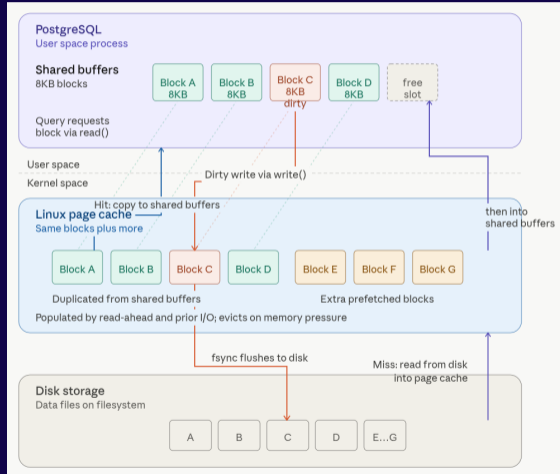 PostgreSQL
User space process
Shared buffers
8KB blocks
Block A
8KB
Block B
8KB
Block C
8KB
dirty
Block D
8KB
free
slot
Query requests
block via read()
User space
Kernel space
Dirty write via write()
Hit: copy to shared buffers
then into
shared buffers
Linux page cache
Same blocks plus more
Block A
Block B
Block C
Block D
Block E
Block F
Block G
Duplicated from shared buffers
Extra prefetched blocks
Populated by read-ahead and prior I/O; evicts on memory pressure
fsync flushes to disk
Miss: read from disk
into page cache
Disk storage
Data files on filesystem
A
B
C
D
E...G